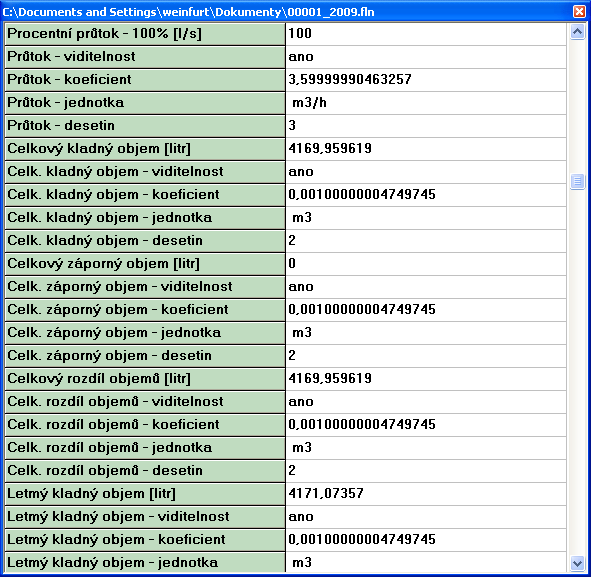 C:\Documents and Settings\weinfurt\Dokumenty\00001_2009.fln
Procentní průtok - 100% [l/s] 100
Průtok - viditelnost ano
Průtok - koeficient 3,59999990463257
Průtok - jednotka m3/h
Průtok - desetin 3
Celkový kladný objem [litr] 4169,959619
Celk. kladný objem - viditelnost ano
Celk. kladný objem - koeficient 0,00100000004749745
Celk. kladný objem - jednotka m3
Celk. kladný objem - desetin 2
Celkový záporný objem [litr] 0
Celk. záporný objem - viditelnost ano
Celk. záporný objem - koeficient 0,00100000004749745
Celk. záporný objem - jednotka m3
Celk. záporný objem - desetin 2
Celkový rozdíl objemů [litr] 4169,959619
Celk. rozdíl objemů - viditelnost ano
Celk. rozdíl objemů - koeficient 0,00100000004749745
Celk. rozdíl objemů - jednotka m3
Celk. rozdíl objemů - desetin 2
Letmý kladný objem [litr] 4171,07357
Letmý kladný objem - viditelnost ano
Letmý kladný objem - koeficient 0,00100000004749745
Letmý kladný objem - jednotka m3